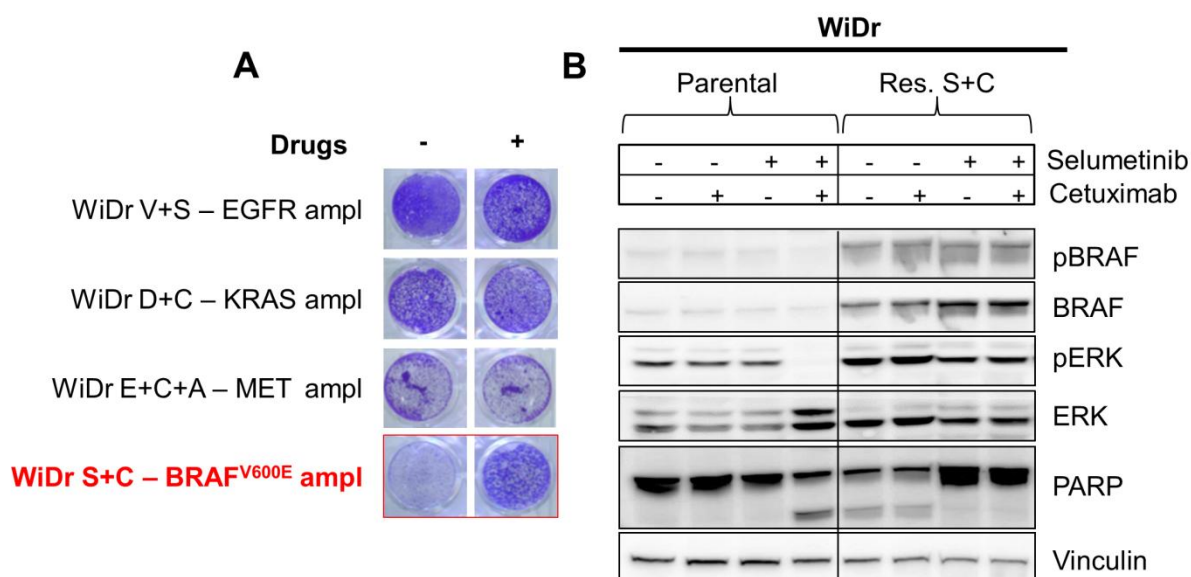 A
Drugs - +
WiDr V+S – EGFR ampl
WiDr D+C – KRAS ampl
WiDr E+C+A – MET ampl
WiDr S+C – BRAFV600E ampl
B
WiDr
Parental Res. S+C
- - + + - - + + Selumetinib
- + - + - + - + Cetuximab
pBRAF
BRAF
pERK
ERK
PARP
Vinculin